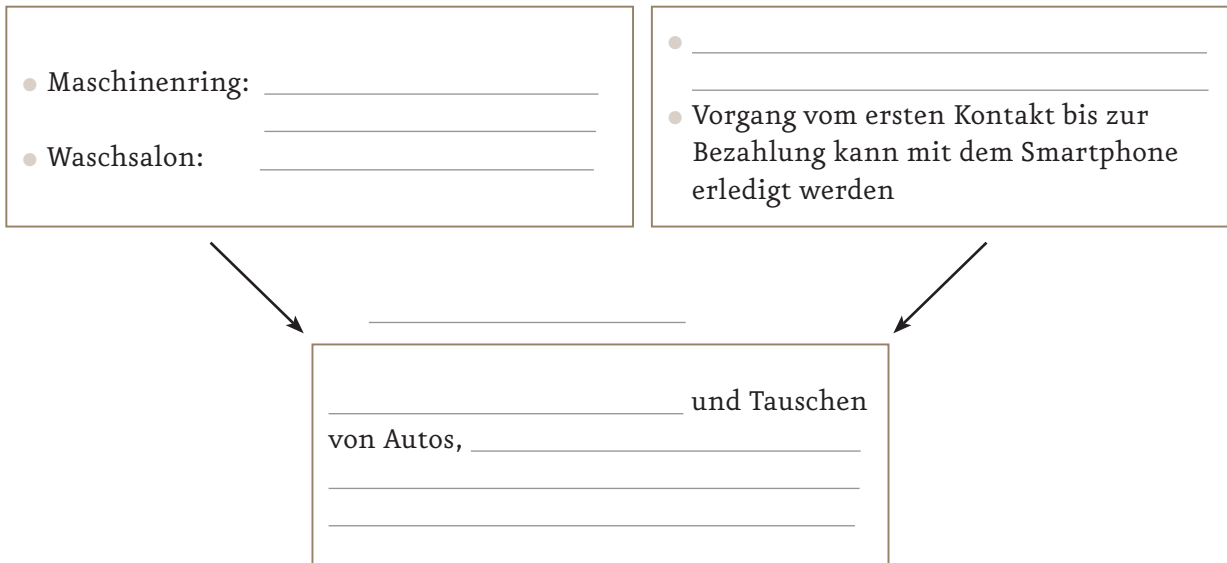 Maschinenring:
Waschsalon:
Vorgang vom ersten Kontakt bis zur
Bezahlung kann mit dem Smartphone
erledigt werden
und Tauschen
von Autos,